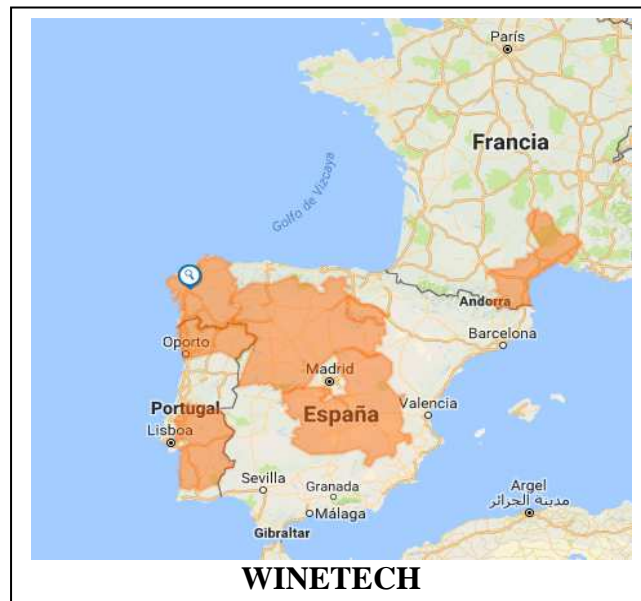 París
Francia
Golfo de Vizcaya
Andorra
Barcelona
Oporto
Madrid
España
Valencia
Portugal
Lisboa
Sevilla
Granada
Málaga
Gibraltar
Argel
مدينة الجزائر
WINETECH